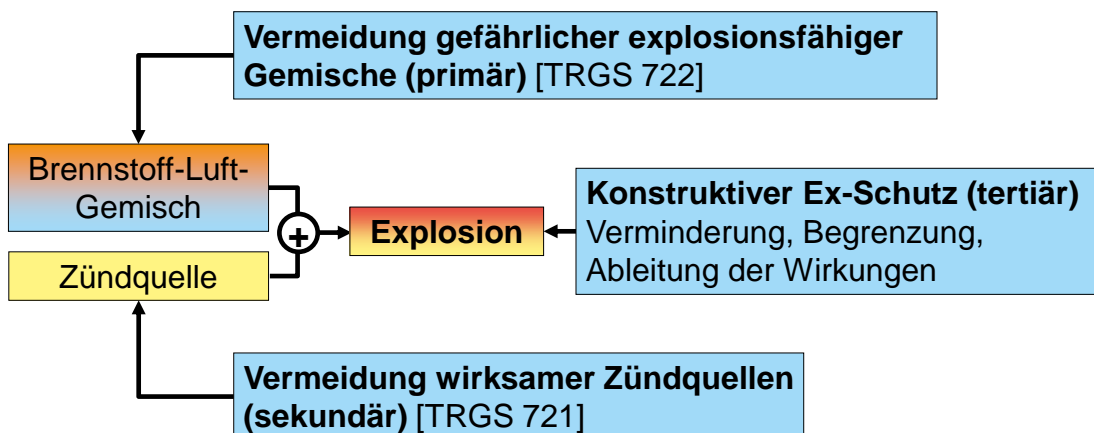 Vermeidung gefährlicher explosionsfähiger
Gemische (primär) [TRGS 722]
Brennstoff-Luft-
Gemisch
+
Explosion
Konstruktiver Ex-Schutz (tertiär)
Verminderung, Begrenzung,
Ableitung der Wirkungen
Zündquelle
Vermeidung wirksamer Zündquellen
(sekundär) [TRGS 721]